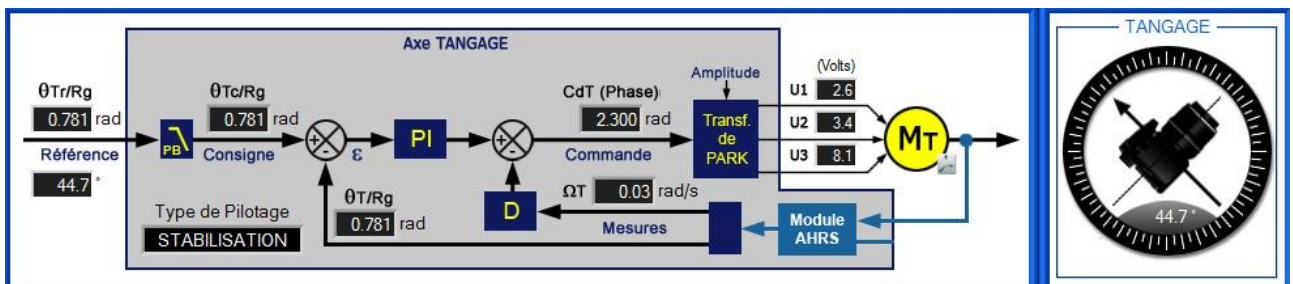 Axe TANGAGE
θTr/Rg
0.781 rad
Référence
44.7 °
PB
θTc/Rg
0.781 rad
Consigne
+
-
ε
PI
+
-
CdT (Phase)
2.300 rad
Commande
Amplitude
Transf.
de
PARK
(Volts)
U1 2.6
U2 3.4
U3 8.1
MT
Type de Pilotage
STABILISATION
θT/Rg
0.781 rad
D
ΩT 0.03 rad/s
Mesures
Module
AHRS
TANGAGE
44.7 °